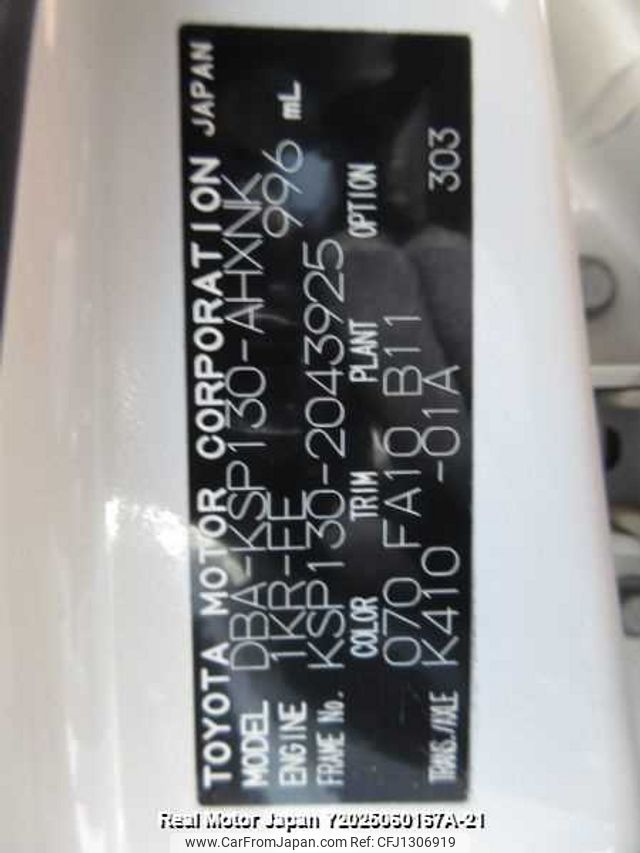 TOYOTA MOTOR CORPORATION JAPAN
MODEL DBA-KSP130-AHXNK
ENGINE 1KR-FE 996 mL
FRAME No. KSP130-2043925
COLOR TRIM PLANT OPTION
070 FA10 B11
TRANS./AXLE K410 -01A 303
Real Motor Japan Y2025060167A-21
www.CarFromJapan.com Ref No CFJ1306919